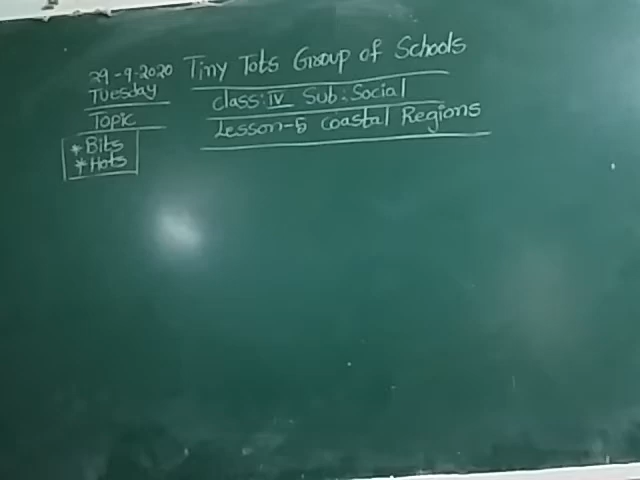 29-9-2020
Tuesday
Topic
*Bits
*Hots
Tiny Tots Group of Schools
class: IV Sub: Social
Lesson-5 Coastal Regions